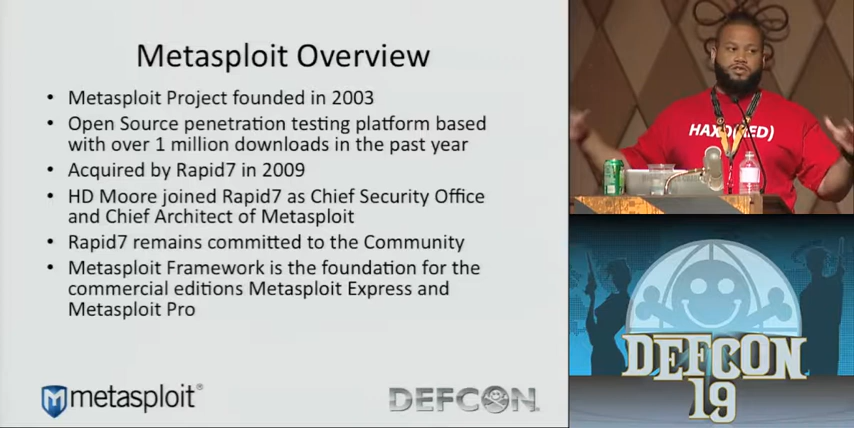 Metasploit Overview
• Metasploit Project founded in 2003
• Open Source penetration testing platform based
with over 1 million downloads in the past year
• Acquired by Rapid7 in 2009
• HD Moore joined Rapid7 as Chief Security Office
and Chief Architect of Metasploit
• Rapid7 remains committed to the Community
• Metasploit Framework is the foundation for the
commercial editions Metasploit Express and
Metasploit Pro
metasploit®
DEFCON
DEFCON
19